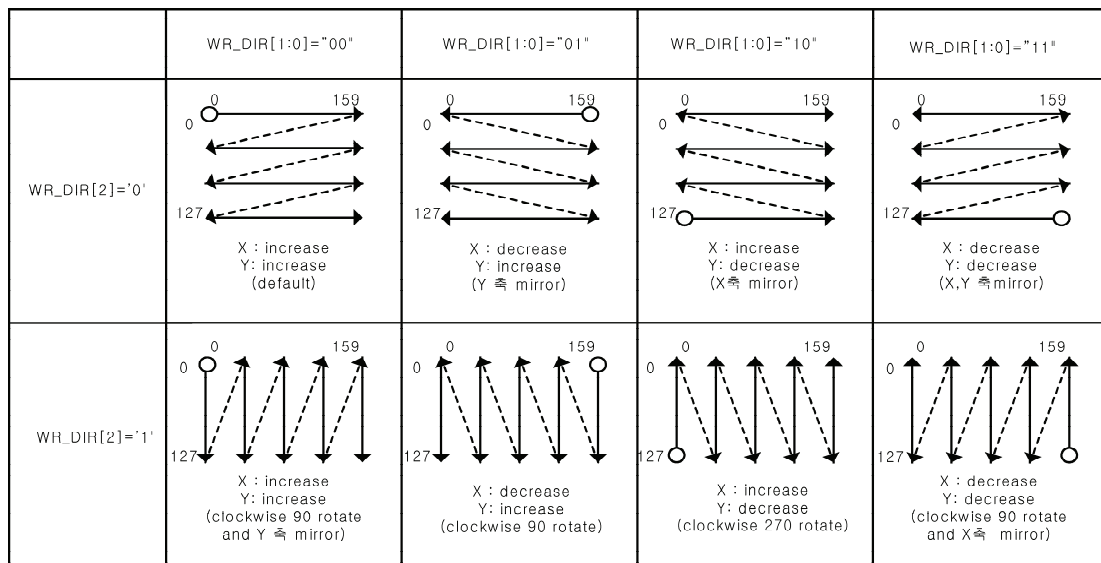 WR_DIR[1:0]="00"
WR_DIR[1:0]="01"
WR_DIR[1:0]="10"
WR_DIR[1:0]="11"
WR_DIR[2]='0'
0 159
0
127
X : increase
Y: increase
(default)
0 159
0
127
X : decrease
Y: increase
(Y 축 mirror)
0 159
0
127
X : increase
Y: decrease
(X축 mirror)
0 159
0
127
X : decrease
Y: decrease
(X,Y 축mirror)
WR_DIR[2]='1'
0 159
0
127
X : increase
Y: increase
(clockwise 90 rotate
and Y 축 mirror)
0 159
0
127
X : decrease
Y: increase
(clockwise 90 rotate)
0 159
0
127
X : increase
Y: decrease
(clockwise 270 rotate)
0 159
0
127
X : decrease
Y: decrease
(clockwise 90 rotate
and X축 mirror)